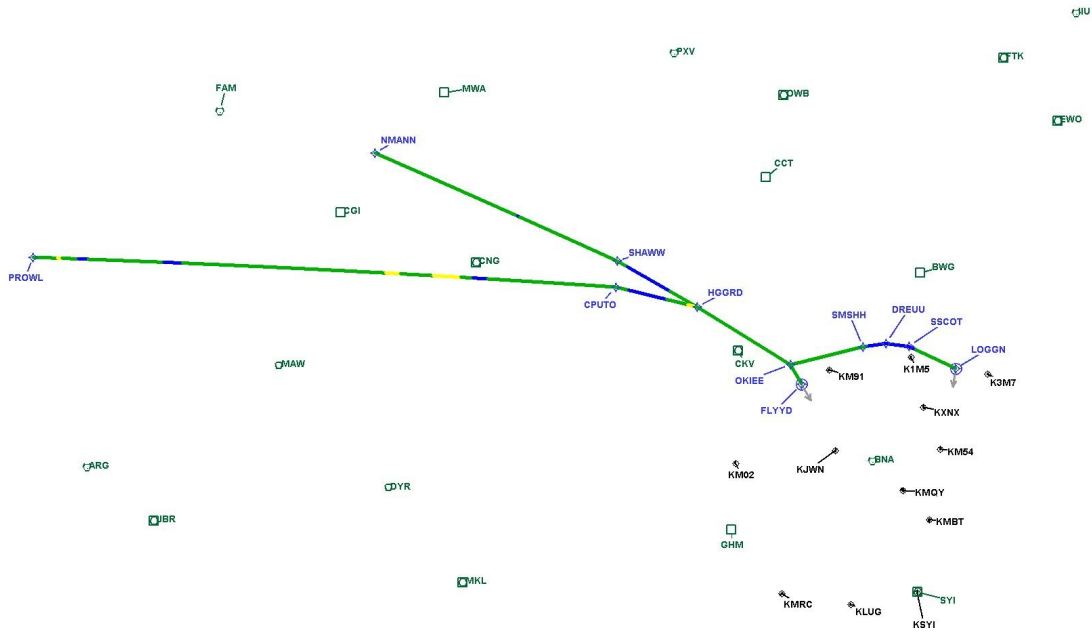 IIU
PXV
FTK
FAM
MWA
OWB
EWO
NMANN
CCT
CGI
SHAWW
CNG
BWG
PROWL
HGGRD
CPUTO
DREUU
SMSHH
SSCOT
LOGGN
MAW
CKV
K1M5
KM91
OKIEE
K3M7
FLYYD
KXNX
KM54
BNA
ARG
KJWN
KM02
DYR
KMQY
JBR
KMBT
GHM
MKL
KMRC
SYI
KLUG
KSYI